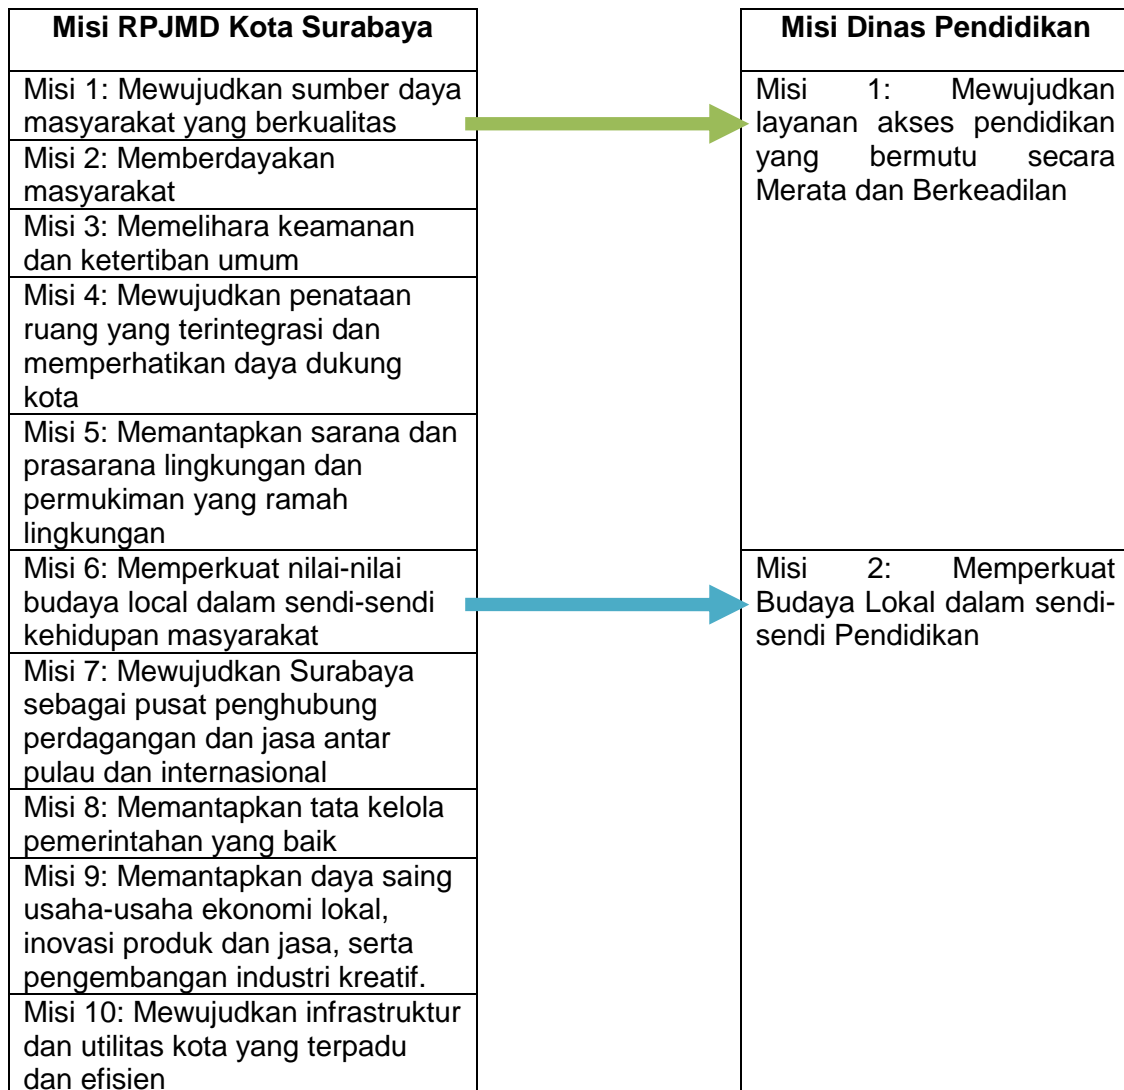 Misi RPJMD Kota Surabaya
Misi 1: Mewujudkan sumber daya
masyarakat yang berkualitas
Misi 2: Memberdayakan
masyarakat
Misi 3: Memelihara keamanan
dan ketertiban umum
Misi 4: Mewujudkan penataan
ruang yang terintegrasi dan
memperhatikan daya dukung
kota
Misi 5: Memantapkan sarana dan
prasarana lingkungan dan
permukiman yang ramah
lingkungan
Misi 6: Memperkuat nilai-nilai
budaya local dalam sendi-sendi
kehidupan masyarakat
Misi 7: Mewujudkan Surabaya
sebagai pusat penghubung
perdagangan dan jasa antar
pulau dan internasional
Misi 8: Memantapkan tata kelola
pemerintahan yang baik
Misi 9: Memantapkan daya saing
usaha-usaha ekonomi lokal,
inovasi produk dan jasa, serta
pengembangan industri kreatif.
Misi 10: Mewujudkan infrastruktur
dan utilitas kota yang terpadu
dan efisien
Misi Dinas Pendidikan
Misi 1: Mewujudkan
layanan akses pendidikan
yang bermutu secara
Merata dan Berkeadilan
Misi 2: Memperkuat
Budaya Lokal dalam sendi-
sendi Pendidikan